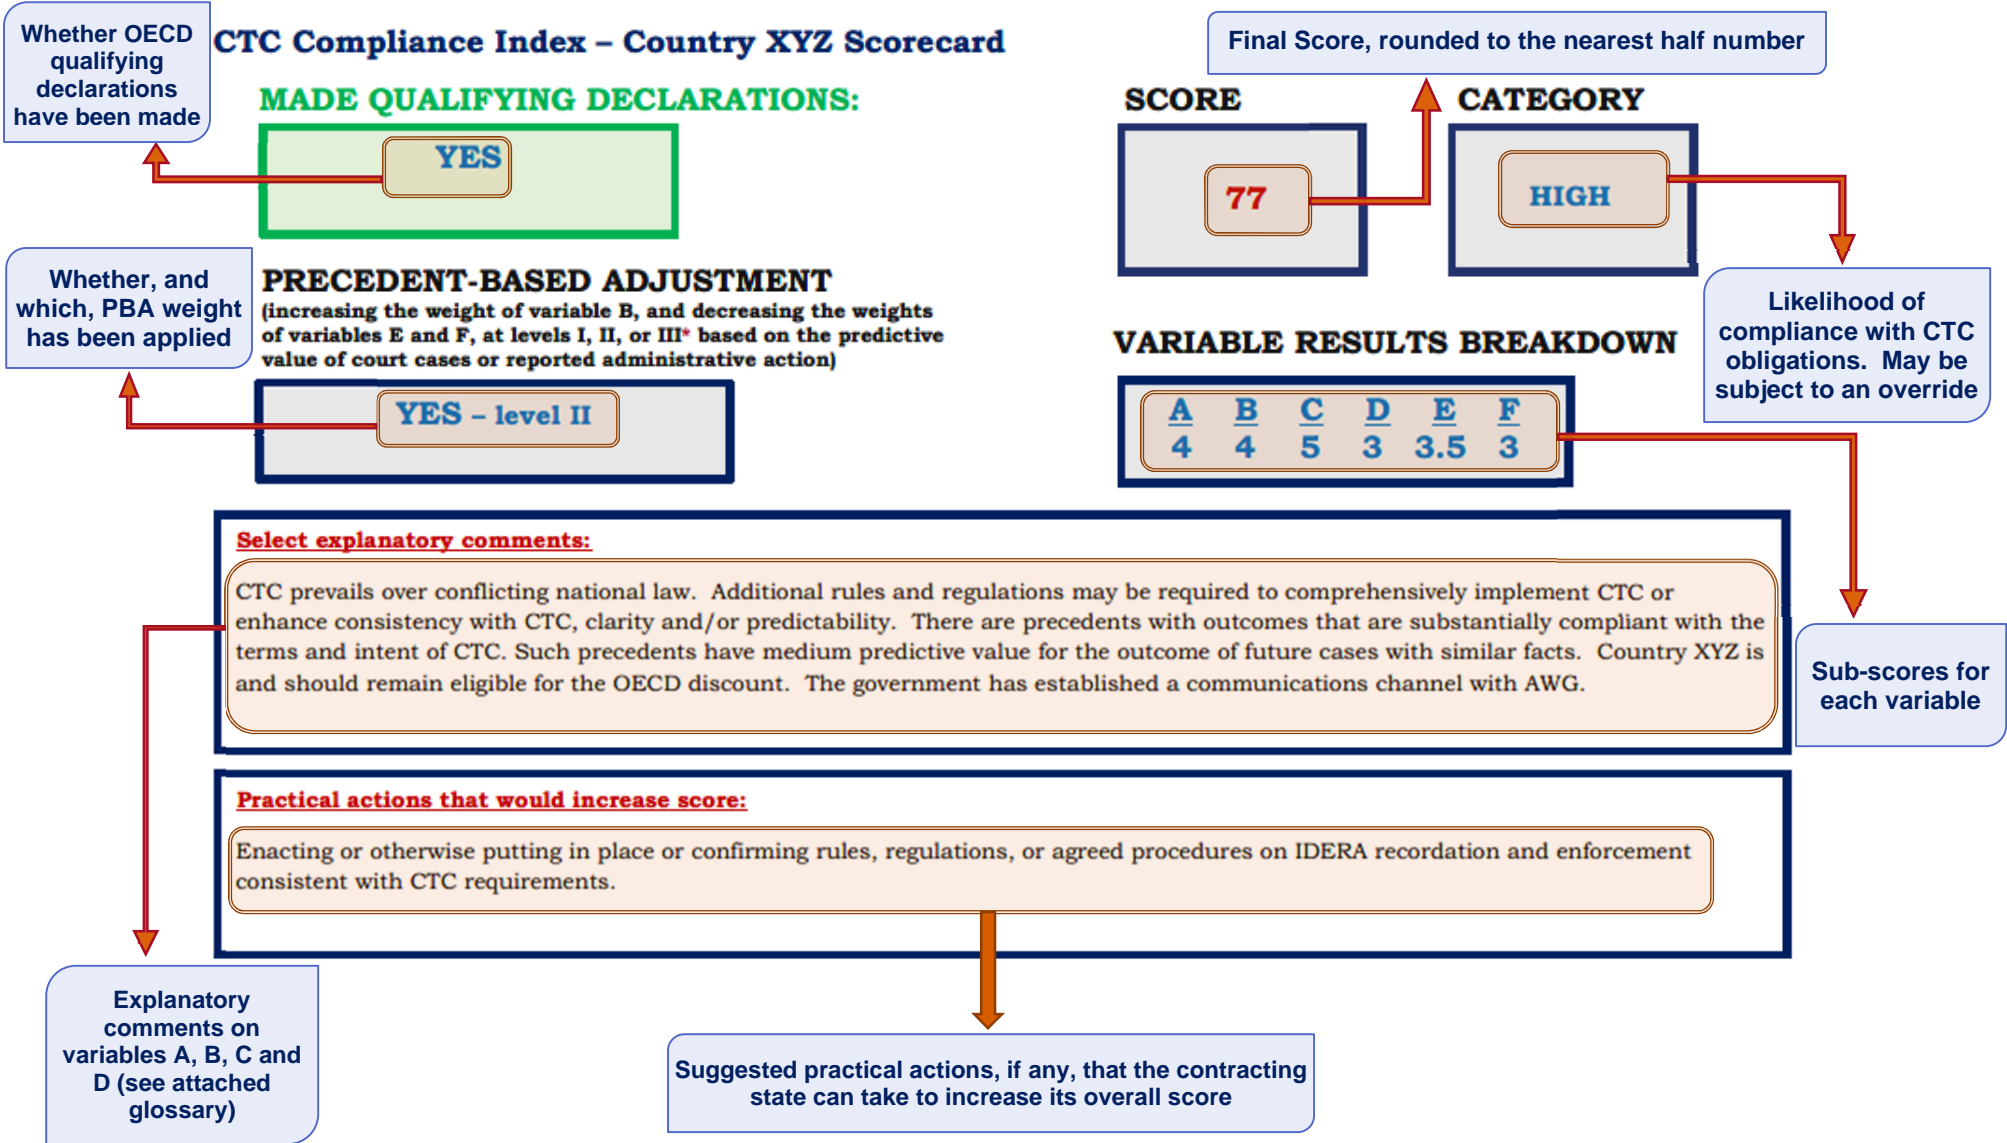 Whether OECD
qualifying
declarations
have been made
CTC Compliance Index – Country XYZ Scorecard
Final Score, rounded to the nearest half number
MADE QUALIFYING DECLARATIONS:
YES
SCORE
77
CATEGORY
HIGH
Whether, and
which, PBA weight
has been applied
PRECEDENT-BASED ADJUSTMENT
(increasing the weight of variable B, and decreasing the weights
of variables E and F, at levels I, II, or III* based on the predictive
value of court cases or reported administrative action)
YES – level II
Likelihood of
compliance with CTC
obligations.  May be
subject to an override
VARIABLE RESULTS BREAKDOWN
A B C D E F
4 4 5 3 3.5 3
Select explanatory comments:
CTC prevails over conflicting national law.  Additional rules and regulations may be required to comprehensively implement CTC or
enhance consistency with CTC, clarity and/or predictability.  There are precedents with outcomes that are substantially compliant with the
terms and intent of CTC. Such precedents have medium predictive value for the outcome of future cases with similar facts.  Country XYZ is
and should remain eligible for the OECD discount.  The government has established a communications channel with AWG.
Sub-scores for
each variable
Practical actions that would increase score:
Enacting or otherwise putting in place or confirming rules, regulations, or agreed procedures on IDERA recordation and enforcement
consistent with CTC requirements.
Explanatory
comments on
variables A, B, C and
D (see attached
glossary)
Suggested practical actions, if any, that the contracting
state can take to increase its overall score